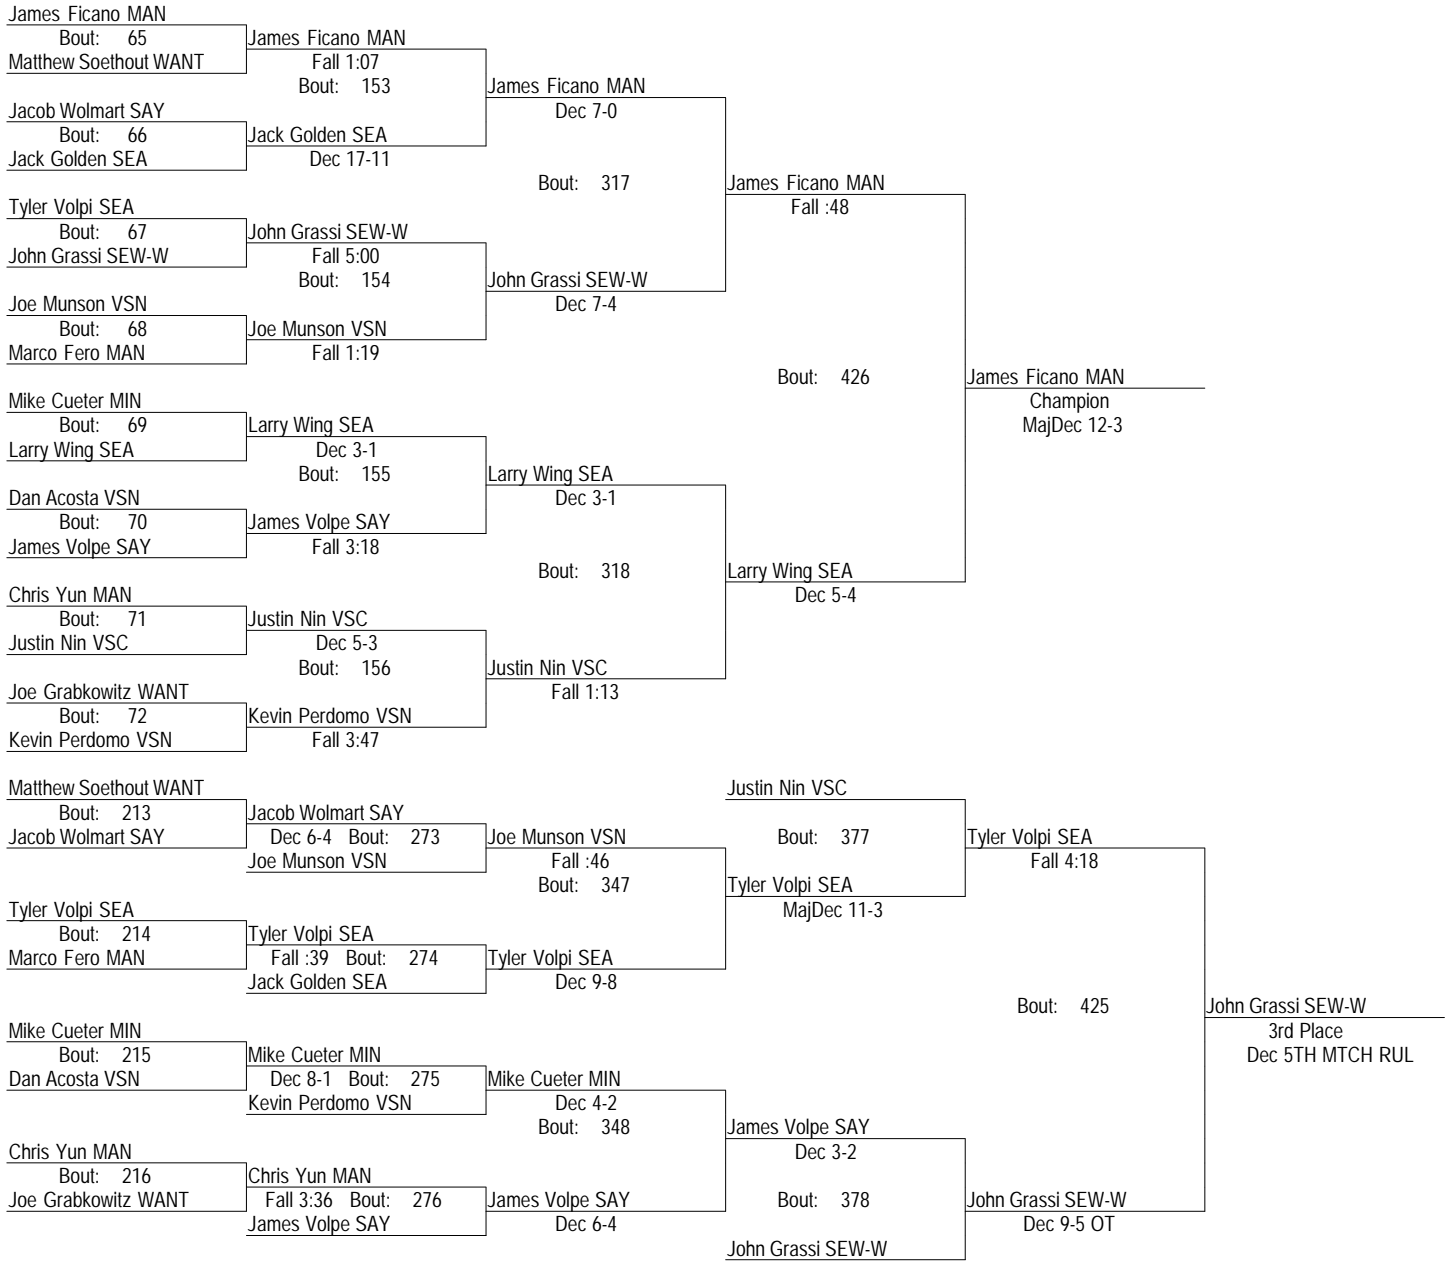 James Ficano MAN
Bout: 65
Matthew Soethout WANT
James Ficano MAN
Fall 1:07
Bout: 153
Jacob Wolmart SAY
Bout: 66
Jack Golden SEA
Jack Golden SEA
Dec 17-11
James Ficano MAN
Dec 7-0
Bout: 317
Tyler Volpi SEA
Bout: 67
John Grassi SEW-W
John Grassi SEW-W
Fall 5:00
Bout: 154
Joe Munson VSN
Bout: 68
Marco Fero MAN
Joe Munson VSN
Fall 1:19
John Grassi SEW-W
Dec 7-4
James Ficano MAN
Fall :48
Bout: 426
Mike Cueter MIN
Bout: 69
Larry Wing SEA
Larry Wing SEA
Dec 3-1
Bout: 155
Dan Acosta VSN
Bout: 70
James Volpe SAY
James Volpe SAY
Fall 3:18
Larry Wing SEA
Dec 3-1
Bout: 318
Chris Yun MAN
Bout: 71
Justin Nin VSC
Justin Nin VSC
Dec 5-3
Bout: 156
Joe Grabkowitz WANT
Bout: 72
Kevin Perdomo VSN
Kevin Perdomo VSN
Fall 3:47
Justin Nin VSC
Fall 1:13
Larry Wing SEA
Dec 5-4
James Ficano MAN
Champion
MajDec 12-3
Matthew Soethout WANT
Bout: 213
Jacob Wolmart SAY
Jacob Wolmart SAY
Dec 6-4 Bout: 273
Joe Munson VSN
Joe Munson VSN
Fall :46
Bout: 347
Tyler Volpi SEA
Bout: 214
Marco Fero MAN
Tyler Volpi SEA
Fall :39 Bout: 274
Jack Golden SEA
Tyler Volpi SEA
Dec 9-8
Justin Nin VSC
Bout: 377
Tyler Volpi SEA
MajDec 11-3
Tyler Volpi SEA
Fall 4:18
Bout: 425
Mike Cueter MIN
Bout: 215
Dan Acosta VSN
Mike Cueter MIN
Dec 8-1 Bout: 275
Kevin Perdomo VSN
Mike Cueter MIN
Dec 4-2
Bout: 348
Chris Yun MAN
Bout: 216
Joe Grabkowitz WANT
Chris Yun MAN
Fall 3:36 Bout: 276
James Volpe SAY
James Volpe SAY
Dec 6-4
James Volpe SAY
Dec 3-2
Bout: 378
John Grassi SEW-W
John Grassi SEW-W
Dec 9-5 OT
John Grassi SEW-W
3rd Place
Dec 5TH MTCH RUL